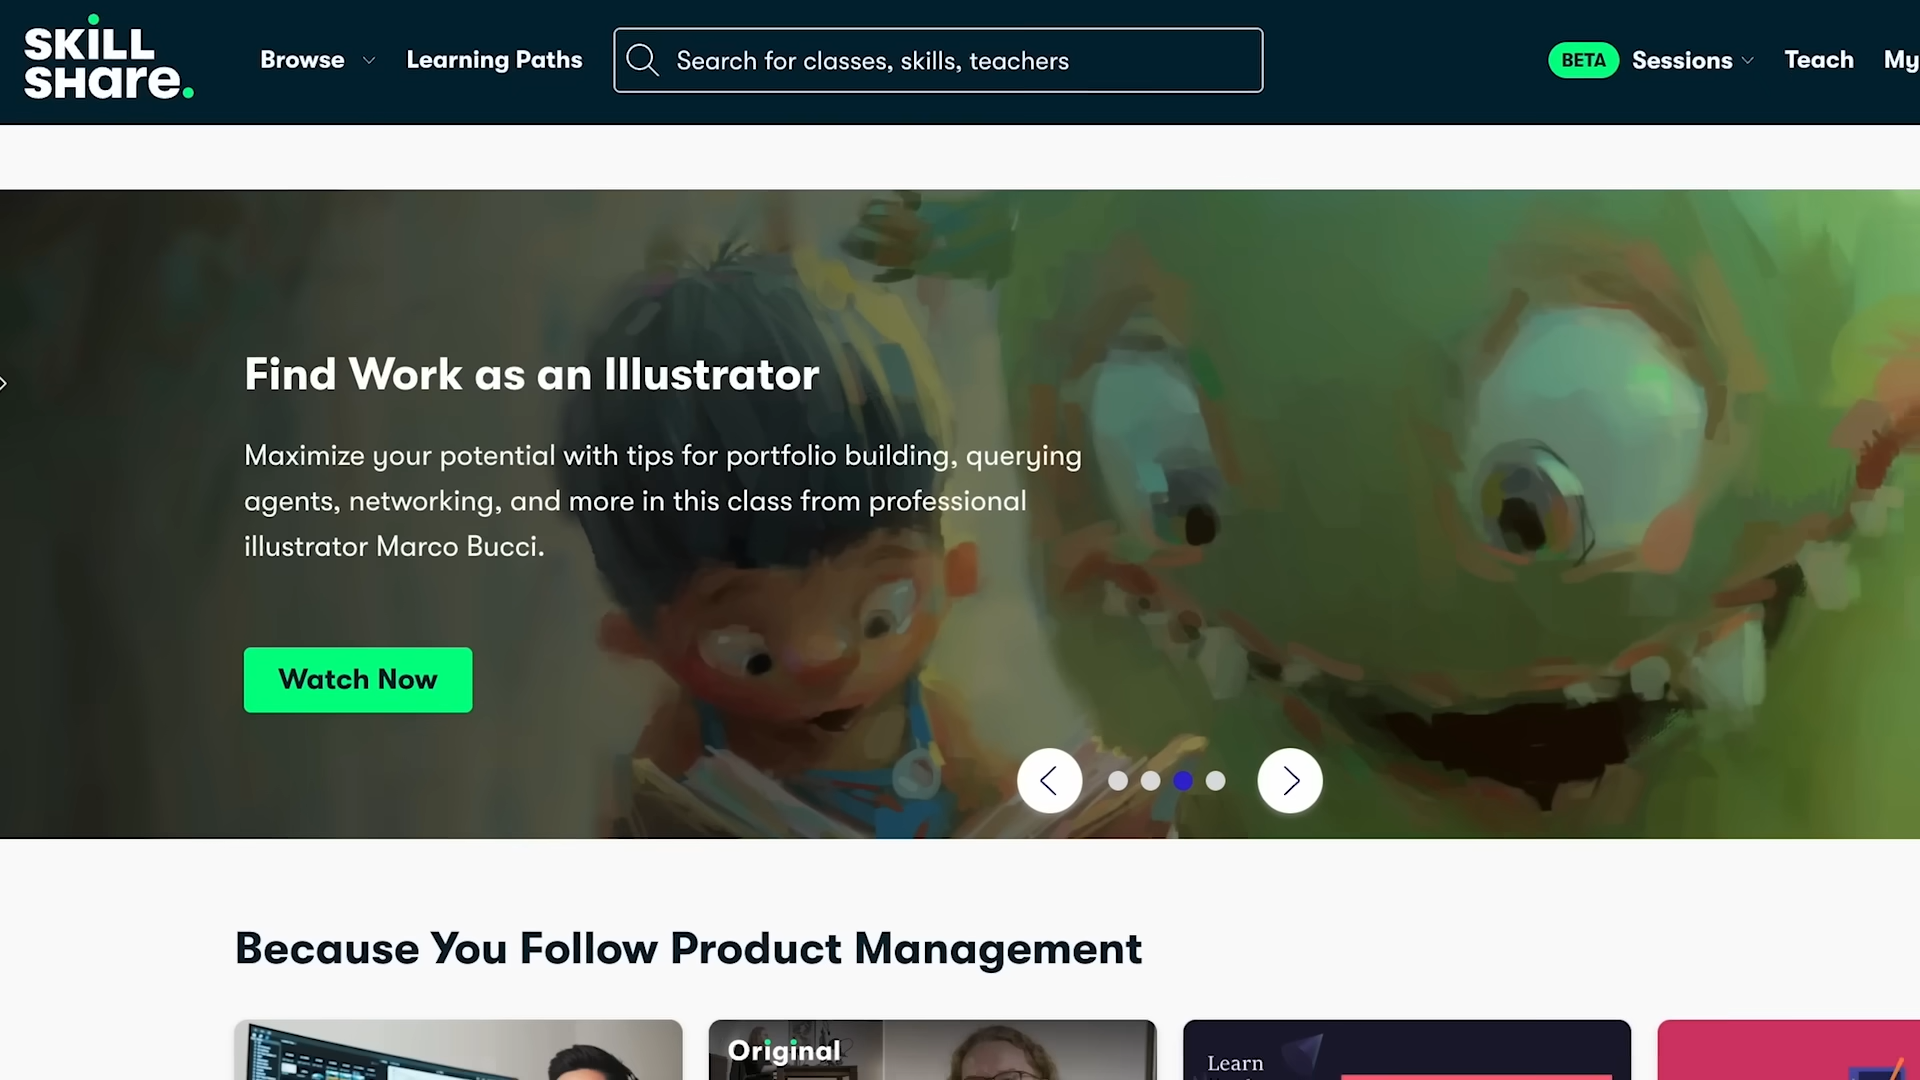 SKILL
SHare.
Browse
Learning Paths
Search for classes, skills, teachers
BETA
Sessions
Teach
My
Find Work as an Illustrator
Maximize your potential with tips for portfolio building, querying
agents, networking, and more in this class from professional
illustrator Marco Bucci.
Watch Now
Because You Follow Product Management
Original
Learn